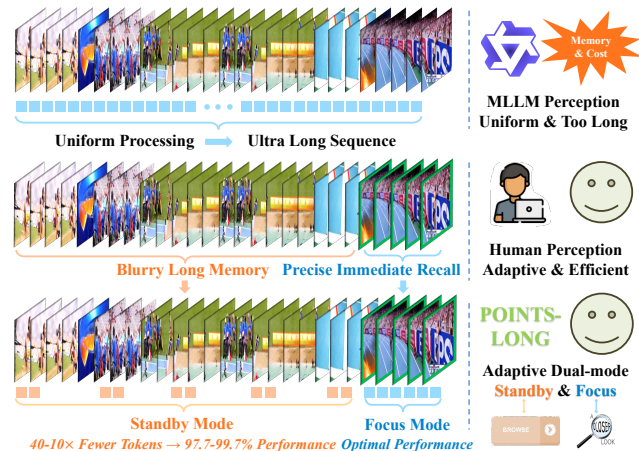 Memory
& Cost
Uniform Processing
Ultra Long Sequence
MLLM Perception
Uniform & Too Long
Blurry Long Memory
Precise Immediate Recall
Human Perception
Adaptive & Efficient
POINTS-
LONG
Adaptive Dual-mode
Standby & Focus
Standby Mode
Focus Mode
40-10× Fewer Tokens → 97.7-99.7% Performance
Optimal Performance
BROWSE
A
CLOSER
LOOK